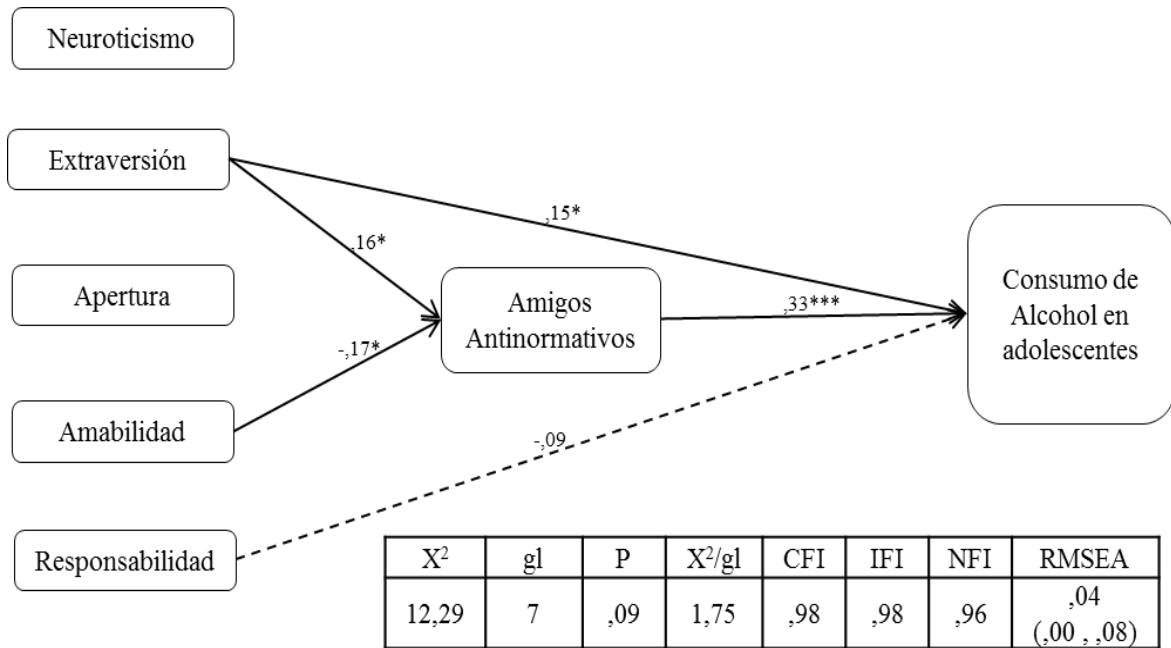 Neuroticismo
Extraversión
,15*
,16*
Apertura
Amigos
Antinormativos
,33***
Consumo de
Alcohol en
adolescentes
-,17*
Amabilidad
-,09
Responsabilidad
X² gl P X²/gl CFI IFI NFI RMSEA
12,29 7 ,09 1,75 ,98 ,98 ,96 ,04
(,00 , ,08)